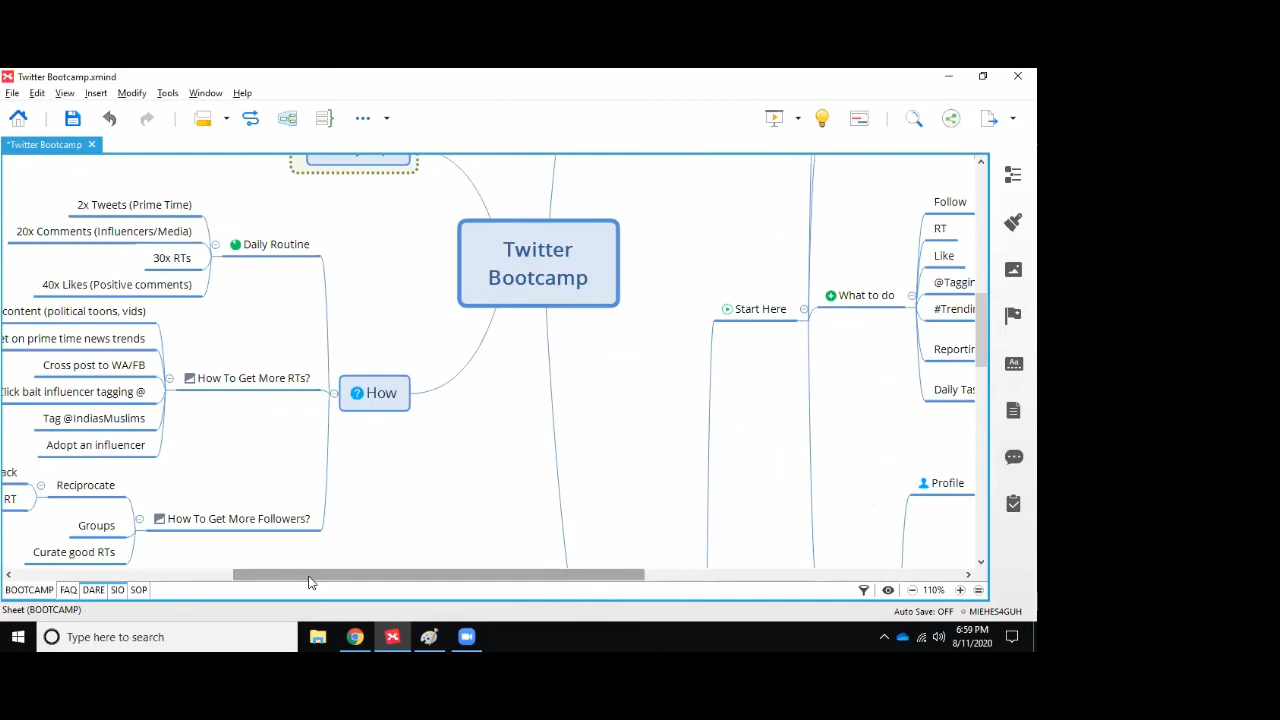 Twitter Bootcamp.xmind
File Edit View Insert Modify Tools Window Help
*Twitter Bootcamp
Twitter
Bootcamp
2x Tweets (Prime Time)
20x Comments (Influencers/Media)
30x RTs
40x Likes (Positive comments)
Daily Routine
content (political toons, vids)
et on prime time news trends
Cross post to WA/FB
Click bait influencer tagging @
Tag @IndiasMuslims
Adopt an influencer
How To Get More RTs?
How
ack
RT
Reciprocate
Groups
Curate good RTs
How To Get More Followers?
Start Here
What to do
Follow
RT
Like
@Taggin
#Trendin
Reportin
Daily Tas
Profile
BOOTCAMP FAQ DARE SIO SOP
110%
Sheet (BOOTCAMP)
Auto Save: OFF MIEHES4GUH
Type here to search
6:59 PM
8/11/2020